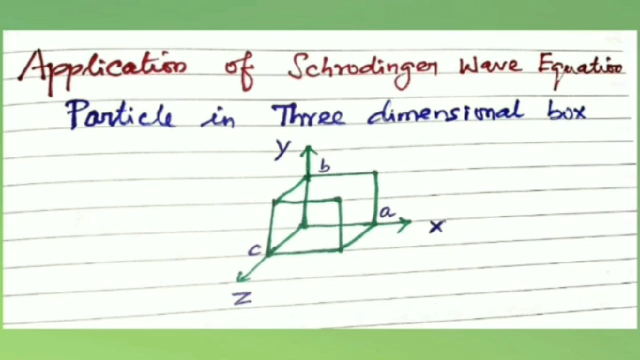 Application of Schrodinger Wave Equation
Particle in Three dimensional box
y
b
a
x
c
z